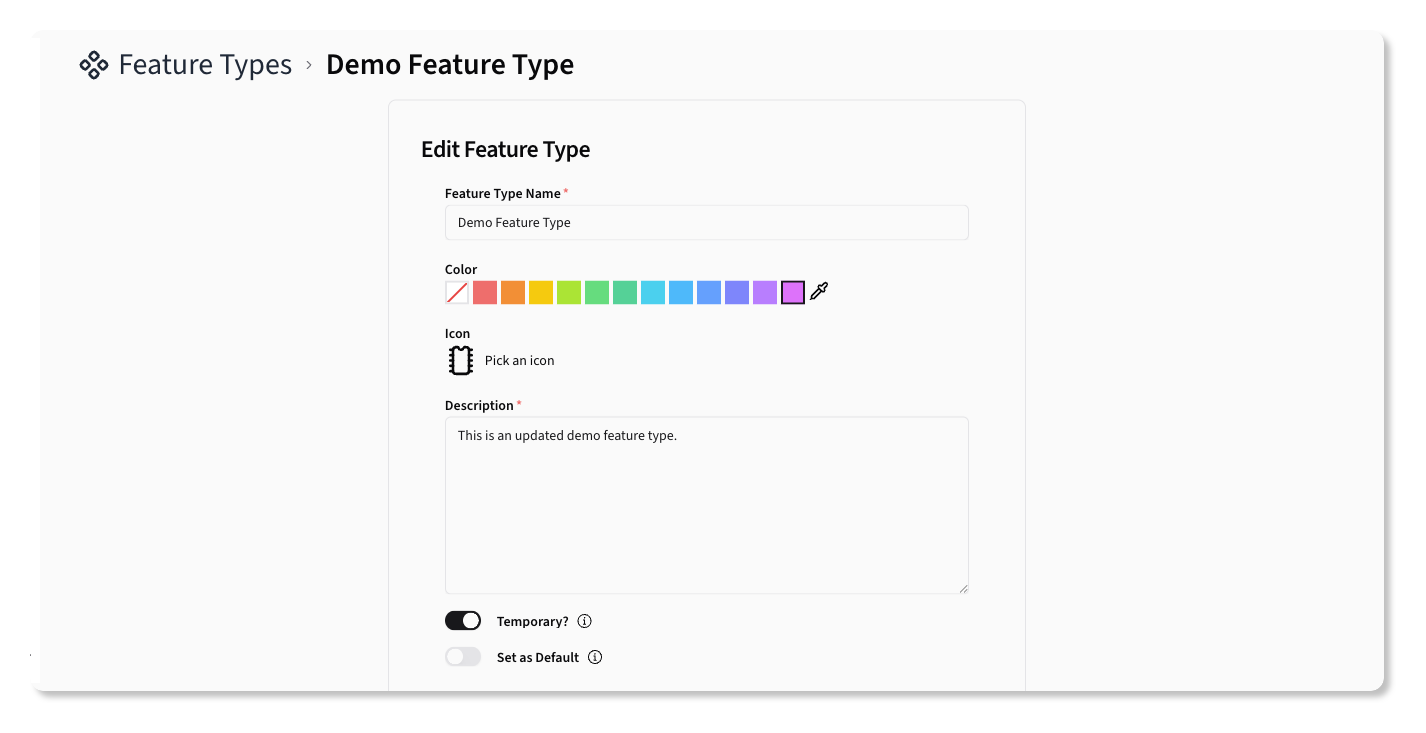 Feature Types › Demo Feature Type
Edit Feature Type
Feature Type Name *
Demo Feature Type
Color
Icon
Pick an icon
Description *
This is an updated demo feature type.
Temporary?
Set as Default